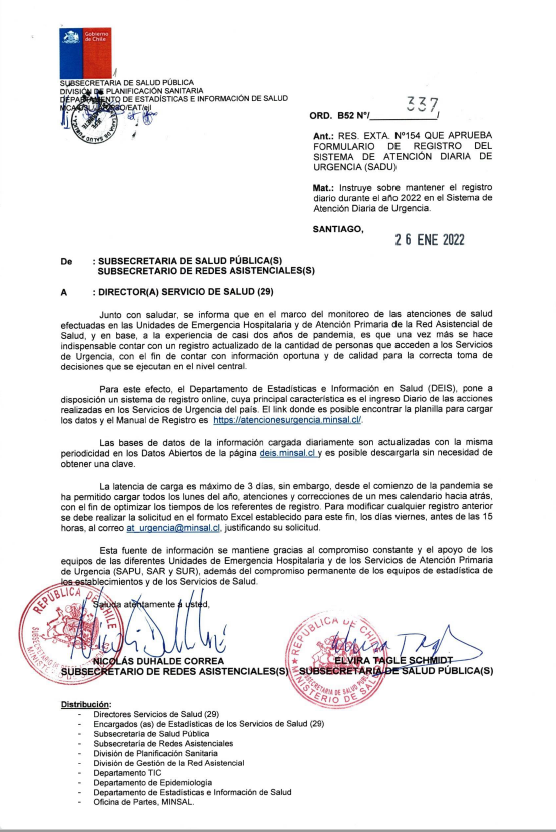 Gobierno
de Chile
SUBSECRETARIA DE SALUD PÚBLICA
DIVISIÓN DE PLANIFICACIÓN SANITARIA
DEPARTAMENTO DE ESTADÍSTICAS E INFORMACIÓN DE SALUD
337
ORD. B52 N°/ /
Ant.: RES. EXTA. N°154 QUE APRUEBA
FORMULARIO DE REGISTRO DEL
SISTEMA DE ATENCIÓN DIARIA DE
URGENCIA (SADU)
Mat.: Instruye sobre mantener el registro
diario durante el año 2022 en el Sistema de
Atención Diaria de Urgencia.
SANTIAGO,
26 ENE 2022
De : SUBSECRETARIA DE SALUD PÚBLICA(S)
SUBSECRETARIO DE REDES ASISTENCIALES(S)
A : DIRECTOR(A) SERVICIO DE SALUD (29)
Junto con saludar, se informa que en el marco del monitoreo de las atenciones de salud
efectuadas en las Unidades de Emergencia Hospitalaria y de Atención Primaria de la Red Asistencial de
Salud, y en base, a la experiencia de casi dos años de pandemia, es que una vez más se hace
indispensable contar con un registro actualizado de la cantidad de personas que acceden a los Servicios
de Urgencia, con el fin de contar con información oportuna y de calidad para la correcta toma de
decisiones que se ejecutan en el nivel central.
Para este efecto, el Departamento de Estadísticas e Información en Salud (DEIS), pone a
disposición un sistema de registro online, cuya principal característica es el ingreso Diario de las acciones
realizadas en los Servicios de Urgencia del país. El link donde es posible encontrar la planilla para cargar
los datos y el Manual de Registro es https://atencionesurgencia.minsal.cl/.
Las bases de datos de la información cargada diariamente son actualizadas con la misma
periodicidad en los Datos Abiertos de la página deis.minsal.cl y es posible descargarla sin necesidad de
obtener una clave.
La latencia de carga es máximo de 3 días, sin embargo, desde el comienzo de la pandemia se
ha permitido cargar todos los lunes del año, atenciones y correcciones de un mes calendario hacia atrás,
con el fin de optimizar los tiempos de los referentes de registro. Para modificar cualquier registro anterior
se debe realizar la solicitud en el formato Excel establecido para este fin, los días viernes, antes de las 15
horas, al correo at_urgencia@minsal.cl, justificando su solicitud.
Esta fuente de información se mantiene gracias al compromiso constante y el apoyo de los
equipos de las diferentes Unidades de Emergencia Hospitalaria y de los Servicios de Atención Primaria
de Urgencia (SAPU, SAR y SUR), además del compromiso permanente de los equipos de estadística de
los establecimientos y de los Servicios de Salud.
Saluda atentamente a usted,
REPÚBLICA DE CHILE
REPÚBLICA DE CHILE
NICOLÁS DUHALDE CORREA
ELVIRA TAGLE SCHMIDT
SUBSECRETARIO DE REDES ASISTENCIALES(S)
SUBSECRETARIA DE SALUD PÚBLICA(S)
MINISTERIO DE SALUD
Distribución:
- Directores Servicios de Salud (29)
- Encargados (as) de Estadísticas de los Servicios de Salud (29)
- Subsecretaria de Salud Pública
- Subsecretaria de Redes Asistenciales
- División de Planificación Sanitaria
- División de Gestión de la Red Asistencial
- Departamento TIC
- Departamento de Epidemiología
- Departamento de Estadísticas e Información de Salud
- Oficina de Partes, MINSAL.